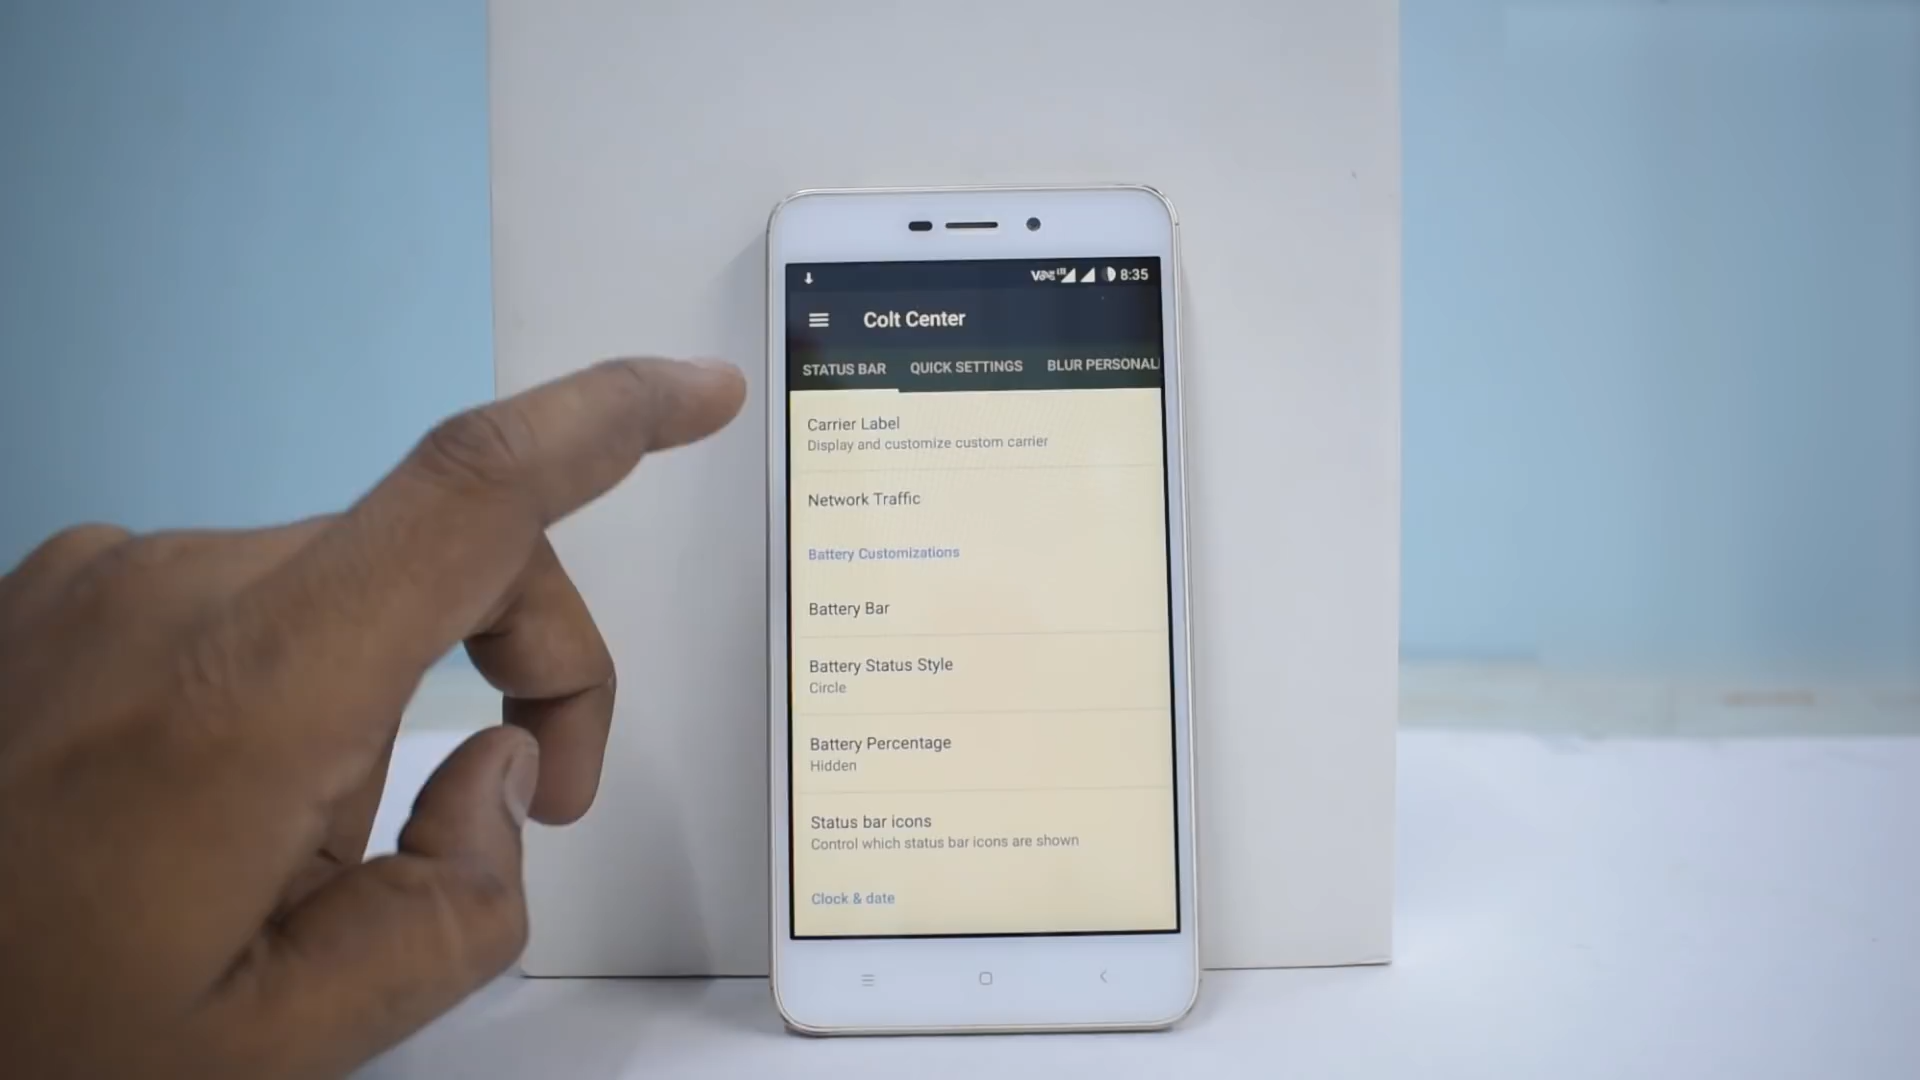 8:35
Colt Center
STATUS BAR QUICK SETTINGS BLUR PERSONAL
Carrier Label
Display and customize custom carrier
Network Traffic
Battery Customizations
Battery Bar
Battery Status Style
Circle
Battery Percentage
Hidden
Status bar icons
Control which status bar icons are shown
Clock & date